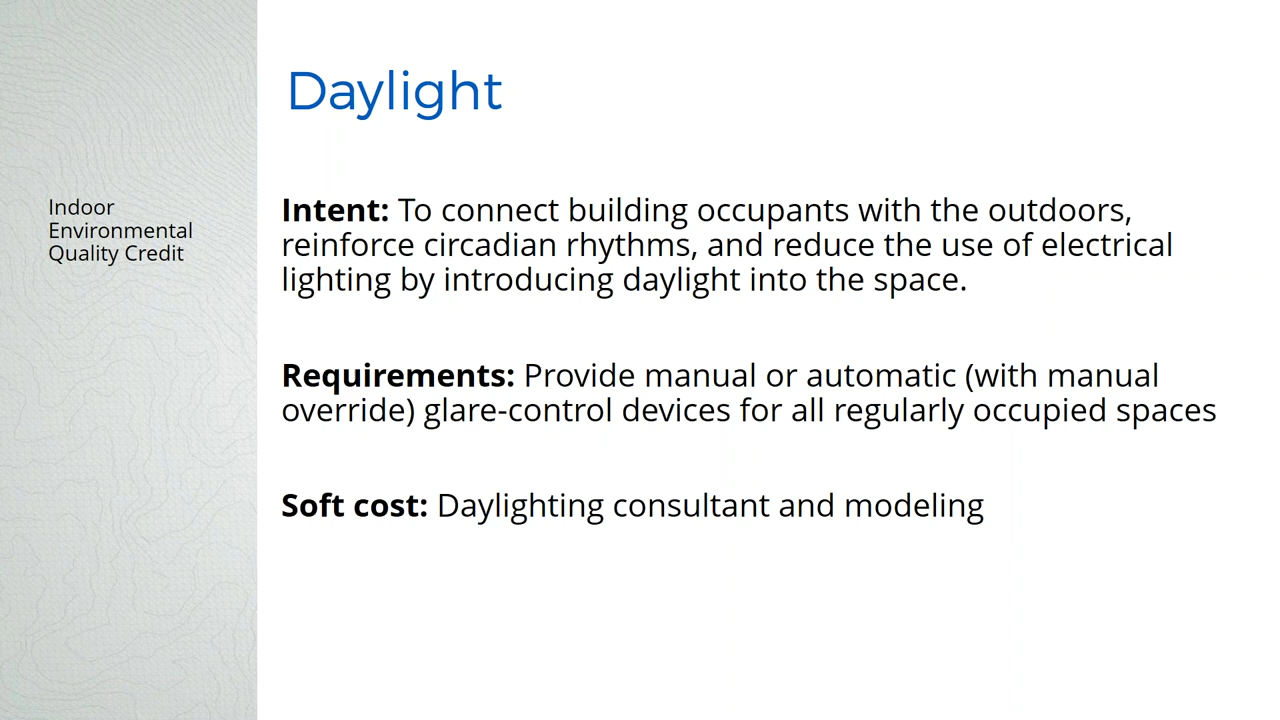 Daylight
Indoor
Environmental
Quality Credit
Intent: To connect building occupants with the outdoors,
reinforce circadian rhythms, and reduce the use of electrical
lighting by introducing daylight into the space.
Requirements: Provide manual or automatic (with manual
override) glare-control devices for all regularly occupied spaces
Soft cost: Daylighting consultant and modeling